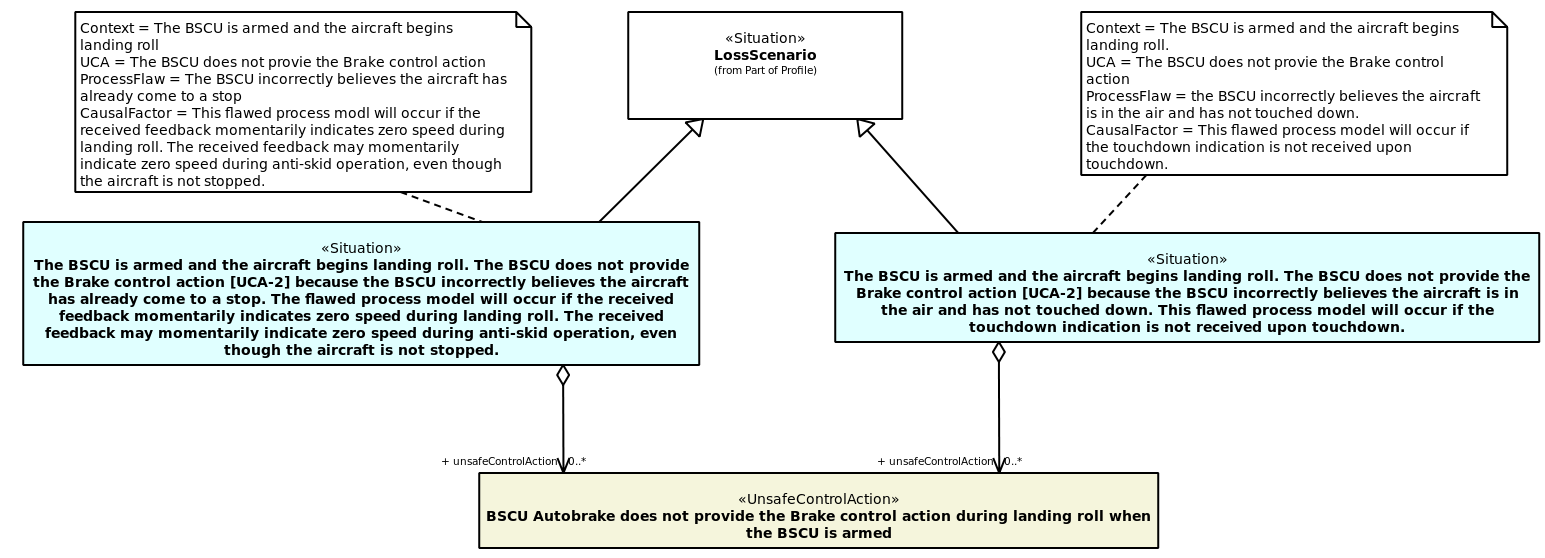 Context = The BSCU is armed and the aircraft begins
landing roll
UCA = The BSCU does not provie the Brake control action
ProcessFlaw = The BSCU incorrectly believes the aircraft has
already come to a stop
CausalFactor = This flawed process modl will occur if the
received feedback momentarily indicates zero speed during
landing roll. The received feedback may momentarily
indicate zero speed during anti-skid operation, even though
the aircraft is not stopped.
«Situation»
LossScenario
(from Part of Profile)
Context = The BSCU is armed and the aircraft begins
landing roll.
UCA = The BSCU does not provie the Brake control
action
ProcessFlaw = the BSCU incorrectly believes the aircraft
is in the air and has not touched down.
CausalFactor = This flawed process model will occur if
the touchdown indication is not received upon
touchdown.
«Situation»
The BSCU is armed and the aircraft begins landing roll. The BSCU does not provide
the Brake control action [UCA-2] because the BSCU incorrectly believes the aircraft
has already come to a stop. The flawed process model will occur if the received
feedback momentarily indicates zero speed during landing roll. The received
feedback may momentarily indicate zero speed during anti-skid operation, even
though the aircraft is not stopped.
«Situation»
The BSCU is armed and the aircraft begins landing roll. The BSCU does not provide the
Brake control action [UCA-2] because the BSCU incorrectly believes the aircraft is in
the air and has not touched down. This flawed process model will occur if the
touchdown indication is not received upon touchdown.
+ unsafeControlAction 0..*
+ unsafeControlAction 0..*
«UnsafeControlAction»
BSCU Autobrake does not provide the Brake control action during landing roll when
the BSCU is armed